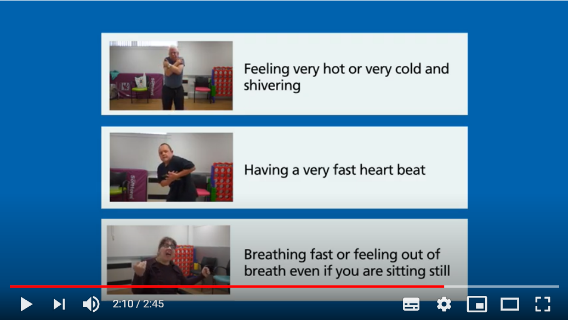 Feeling very hot or very cold and
shivering
Having a very fast heart beat
Breathing fast or feeling out of
breath even if you are sitting still
2:10 / 2:45